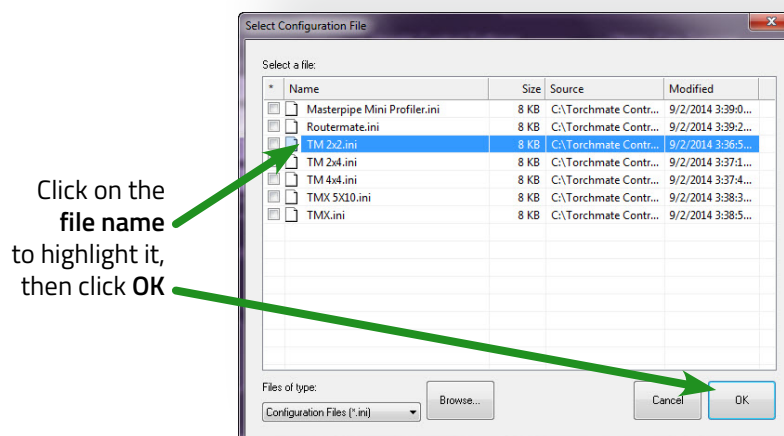 Select Configuration File
x
Select a file:
* Name Size Source Modified
Masterpipe Mini Profiler.ini 8 KB C:\Torchmate Contr... 9/2/2014 3:39:0...
Routermate.ini 8 KB C:\Torchmate Contr... 9/2/2014 3:39:2...
TM 2x2.ini 8 KB C:\Torchmate Contr... 9/2/2014 3:36:5...
TM 2x4.ini 8 KB C:\Torchmate Contr... 9/2/2014 3:37:1...
TM 4x4.ini 8 KB C:\Torchmate Contr... 9/2/2014 3:37:4...
TMX 5X10.ini 8 KB C:\Torchmate Contr... 9/2/2014 3:38:3...
TMX.ini 8 KB C:\Torchmate Contr... 9/2/2014 3:38:5...
Click on the
file name
to highlight it,
then click OK
Files of type:
Configuration Files (*.ini)
Browse...
Cancel
OK